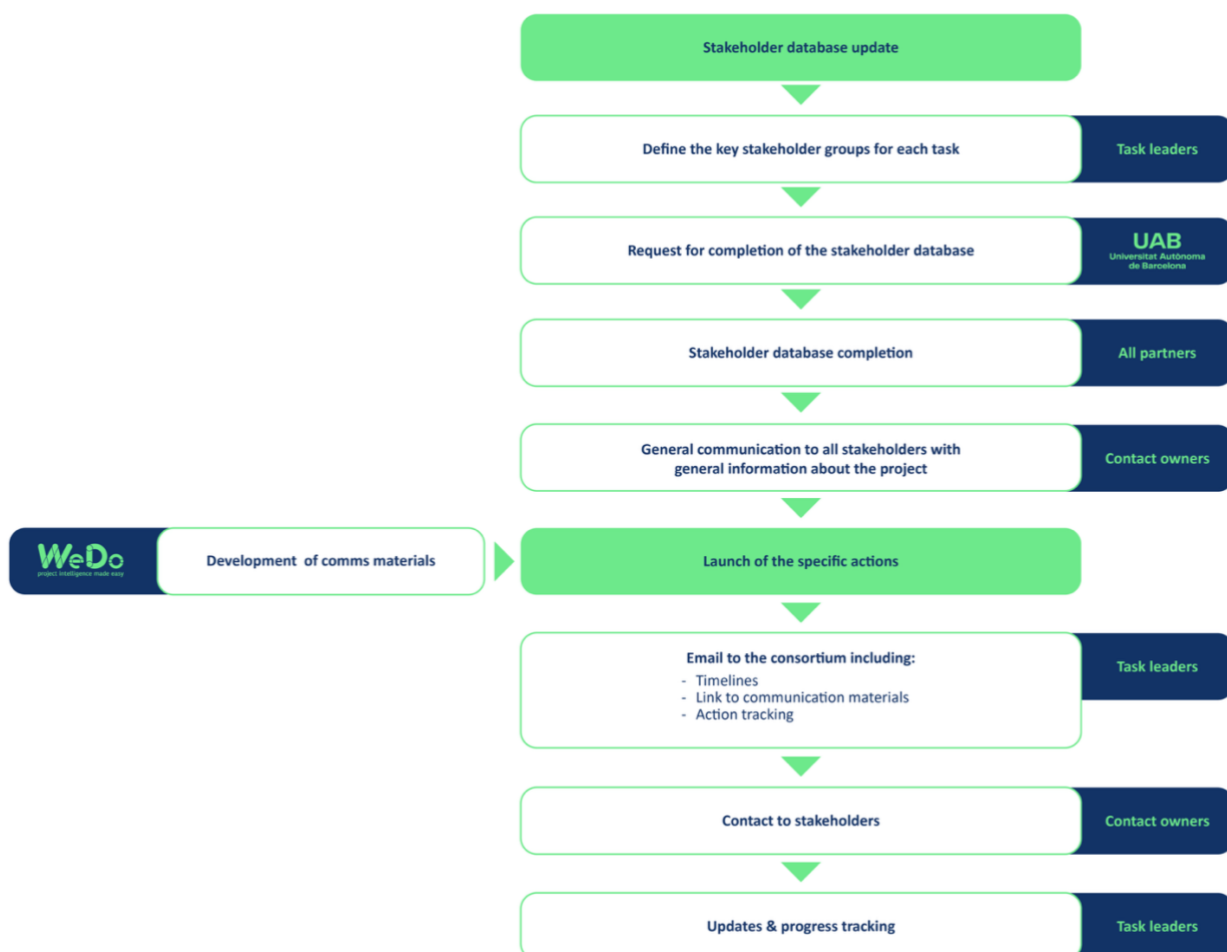 Stakeholder database update
Define the key stakeholder groups for each task
Task leaders
Request for completion of the stakeholder database
UAB
Universitat Autònoma
de Barcelona
Stakeholder database completion
All partners
General communication to all stakeholders with
general information about the project
Contact owners
WeDo
project intelligence made easy
Development of comms materials
Launch of the specific actions
Email to the consortium including:
- Timelines
- Link to communication materials
- Action tracking
Task leaders
Contact to stakeholders
Contact owners
Updates & progress tracking
Task leaders